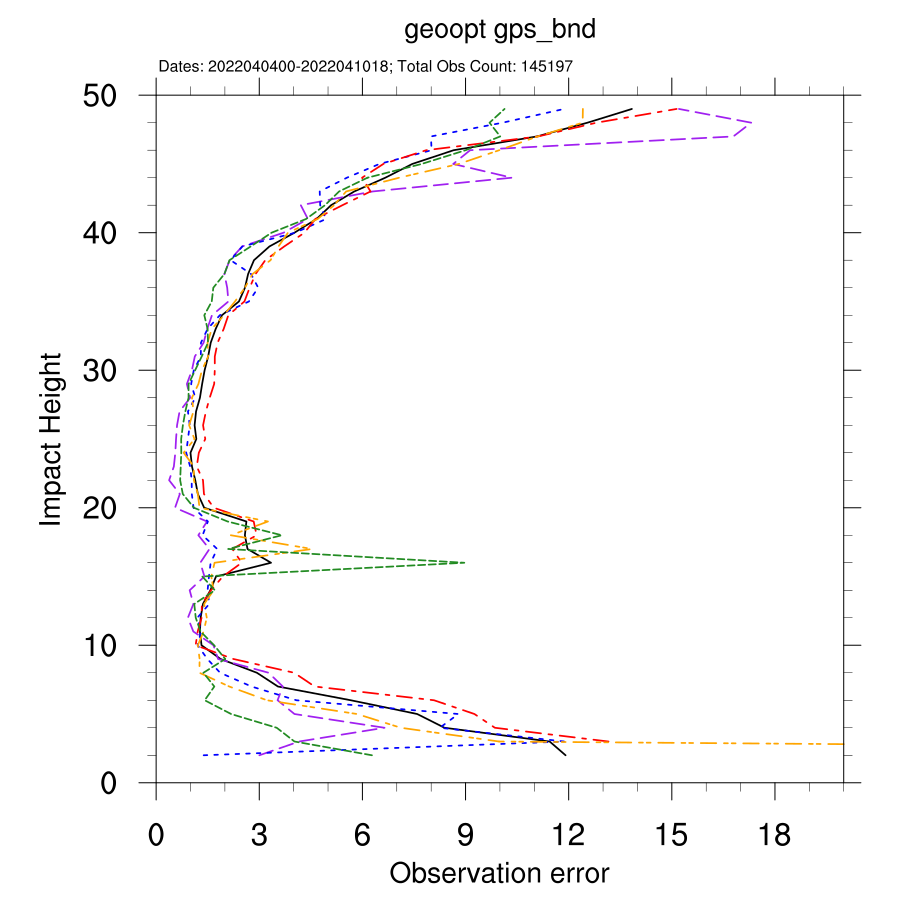 geoopt gps_bnd
Dates: 2022040400-2022041018; Total Obs Count: 145197
50
40
30
20
10
0
Impact Height
0 3 6 9 12 15 18
Observation error